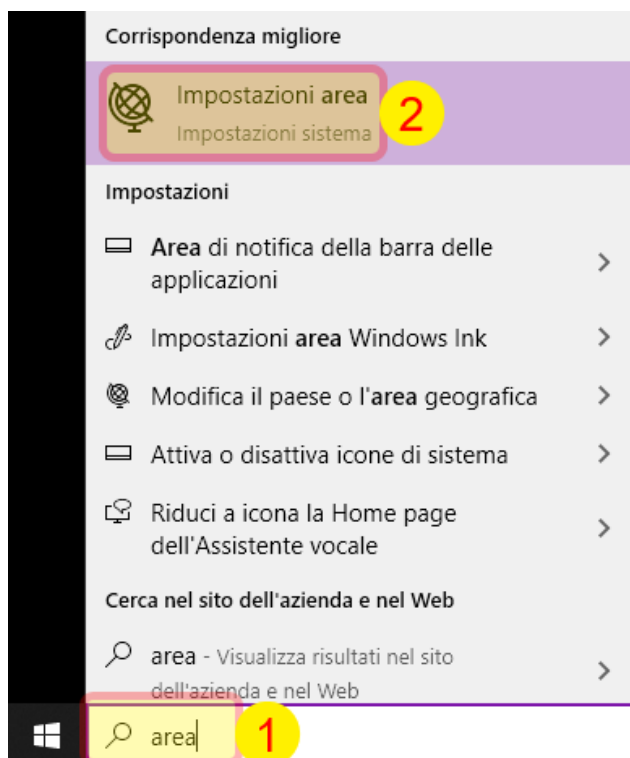 Corrispondenza migliore
Impostazioni area
Impostazioni sistema
2
Impostazioni
Area di notifica della barra delle
applicazioni
Impostazioni area Windows Ink
Modifica il paese o l'area geografica
Attiva o disattiva icone di sistema
Riduci a icona la Home page
dell'Assistente vocale
Cerca nel sito dell'azienda e nel Web
area - Visualizza risultati nel sito
dell'azienda e nel Web
area
1